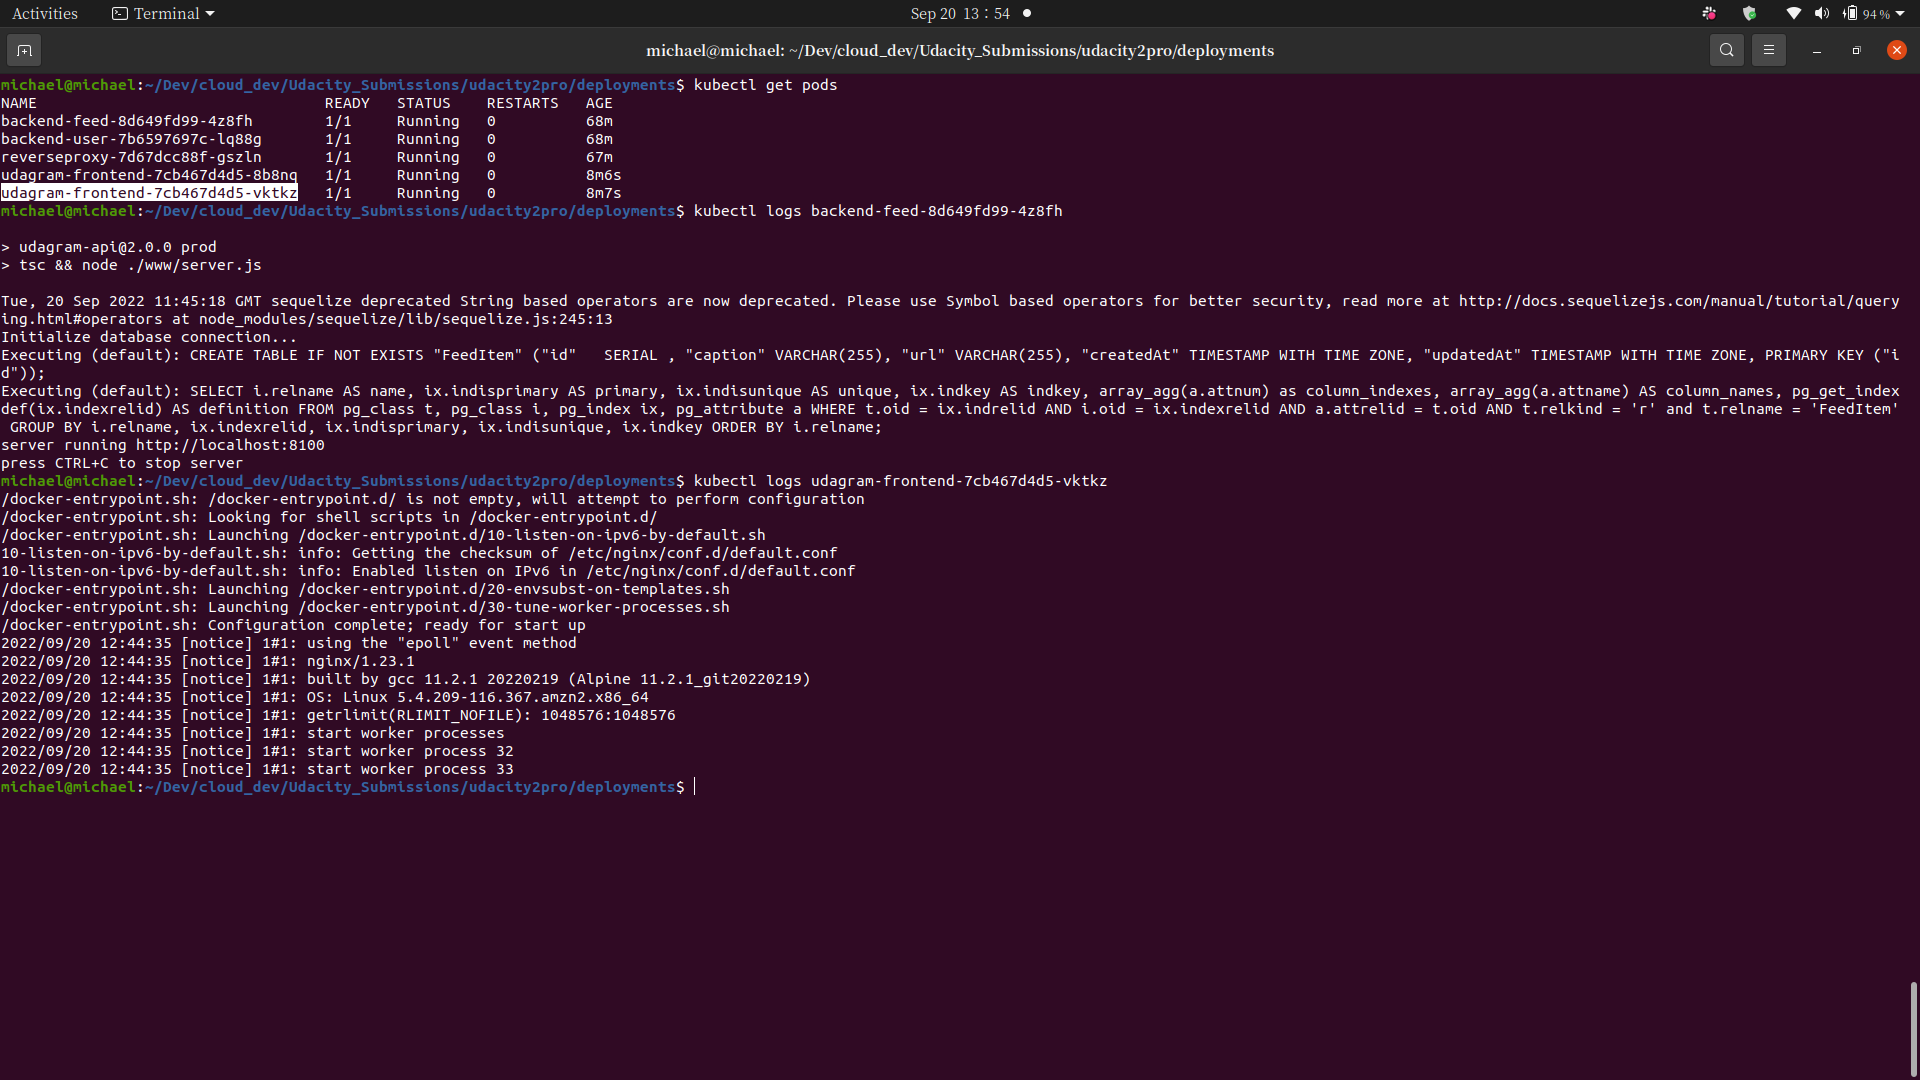 Activities Terminal Sep 20 13:54 94 %
michael@michael: ~/Dev/cloud_dev/Udacity_Submissions/udacity2pro/deployments
michael@michael:~/Dev/cloud_dev/Udacity_Submissions/udacity2pro/deployments$ kubectl get pods
NAME READY STATUS RESTARTS AGE
backend-feed-8d649fd99-4z8fh 1/1 Running 0 68m
backend-user-7b6597697c-lq88g 1/1 Running 0 68m
reverseproxy-7d67dcc88f-gszln 1/1 Running 0 67m
udagram-frontend-7cb467d4d5-8b8nq 1/1 Running 0 8m6s
udagram-frontend-7cb467d4d5-vktkz 1/1 Running 0 8m7s
michael@michael:~/Dev/cloud_dev/Udacity_Submissions/udacity2pro/deployments$ kubectl logs backend-feed-8d649fd99-4z8fh
> udagram-api@2.0.0 prod
> tsc && node ./www/server.js
Tue, 20 Sep 2022 11:45:18 GMT sequelize deprecated String based operators are now deprecated. Please use Symbol based operators for better security, read more at http://docs.sequelizejs.com/manual/tutorial/query
ing.html#operators at node_modules/sequelize/lib/sequelize.js:245:13
Initialize database connection...
Executing (default): CREATE TABLE IF NOT EXISTS "FeedItem" ("id"   SERIAL , "caption" VARCHAR(255), "url" VARCHAR(255), "createdAt" TIMESTAMP WITH TIME ZONE, "updatedAt" TIMESTAMP WITH TIME ZONE, PRIMARY KEY ("i
d"));
Executing (default): SELECT i.relname AS name, ix.indisprimary AS primary, ix.indisunique AS unique, ix.indkey AS indkey, array_agg(a.attnum) as column_indexes, array_agg(a.attname) AS column_names, pg_get_index
def(ix.indexrelid) AS definition FROM pg_class t, pg_class i, pg_index ix, pg_attribute a WHERE t.oid = ix.indrelid AND i.oid = ix.indexrelid AND a.attrelid = t.oid AND t.relkind = 'r' and t.relname = 'FeedItem'
 GROUP BY i.relname, ix.indexrelid, ix.indisprimary, ix.indisunique, ix.indkey ORDER BY i.relname;
server running http://localhost:8100
press CTRL+C to stop server
michael@michael:~/Dev/cloud_dev/Udacity_Submissions/udacity2pro/deployments$ kubectl logs udagram-frontend-7cb467d4d5-vktkz
/docker-entrypoint.sh: /docker-entrypoint.d/ is not empty, will attempt to perform configuration
/docker-entrypoint.sh: Looking for shell scripts in /docker-entrypoint.d/
/docker-entrypoint.sh: Launching /docker-entrypoint.d/10-listen-on-ipv6-by-default.sh
10-listen-on-ipv6-by-default.sh: info: Getting the checksum of /etc/nginx/conf.d/default.conf
10-listen-on-ipv6-by-default.sh: info: Enabled listen on IPv6 in /etc/nginx/conf.d/default.conf
/docker-entrypoint.sh: Launching /docker-entrypoint.d/20-envsubst-on-templates.sh
/docker-entrypoint.sh: Launching /docker-entrypoint.d/30-tune-worker-processes.sh
/docker-entrypoint.sh: Configuration complete; ready for start up
2022/09/20 12:44:35 [notice] 1#1: using the "epoll" event method
2022/09/20 12:44:35 [notice] 1#1: nginx/1.23.1
2022/09/20 12:44:35 [notice] 1#1: built by gcc 11.2.1 20220219 (Alpine 11.2.1_git20220219)
2022/09/20 12:44:35 [notice] 1#1: OS: Linux 5.4.209-116.367.amzn2.x86_64
2022/09/20 12:44:35 [notice] 1#1: getrlimit(RLIMIT_NOFILE): 1048576:1048576
2022/09/20 12:44:35 [notice] 1#1: start worker processes
2022/09/20 12:44:35 [notice] 1#1: start worker process 32
2022/09/20 12:44:35 [notice] 1#1: start worker process 33
michael@michael:~/Dev/cloud_dev/Udacity_Submissions/udacity2pro/deployments$